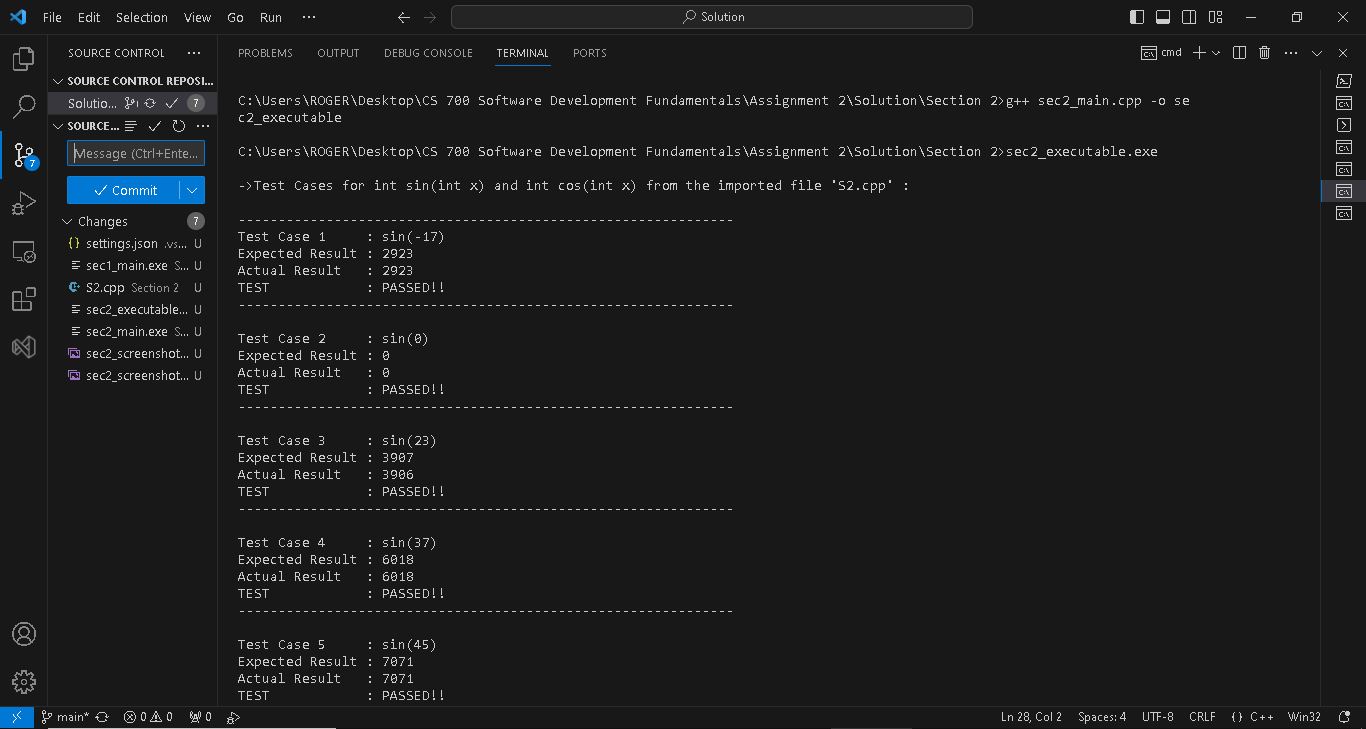 File Edit Selection View Go Run ··· Solution
SOURCE CONTROL ···
SOURCE CONTROL REPOSI...
Solutio... 7
SOURCE... ···
Message (Ctrl+Ente...
Commit
Changes 7
settings.json .vs... U
sec1_main.exe S... U
S2.cpp Section 2 U
sec2_executable... U
sec2_main.exe S... U
sec2_screenshot... U
sec2_screenshot... U
7
PROBLEMS OUTPUT DEBUG CONSOLE TERMINAL PORTS cmd ···
C:\Users\ROGER\Desktop\CS 700 Software Development Fundamentals\Assignment 2\Solution\Section 2>g++ sec2_main.cpp -o se
c2_executable
C:\Users\ROGER\Desktop\CS 700 Software Development Fundamentals\Assignment 2\Solution\Section 2>sec2_executable.exe
->Test Cases for int sin(int x) and int cos(int x) from the imported file 'S2.cpp' :
--------------------------------------------------------------
Test Case 1     : sin(-17)
Expected Result : 2923
Actual Result   : 2923
TEST            : PASSED!!
--------------------------------------------------------------
Test Case 2     : sin(0)
Expected Result : 0
Actual Result   : 0
TEST            : PASSED!!
--------------------------------------------------------------
Test Case 3     : sin(23)
Expected Result : 3907
Actual Result   : 3906
TEST            : PASSED!!
--------------------------------------------------------------
Test Case 4     : sin(37)
Expected Result : 6018
Actual Result   : 6018
TEST            : PASSED!!
--------------------------------------------------------------
Test Case 5     : sin(45)
Expected Result : 7071
Actual Result   : 7071
TEST            : PASSED!!
main* 0 0 0 Ln 28, Col 2 Spaces: 4 UTF-8 CRLF {} C++ Win32